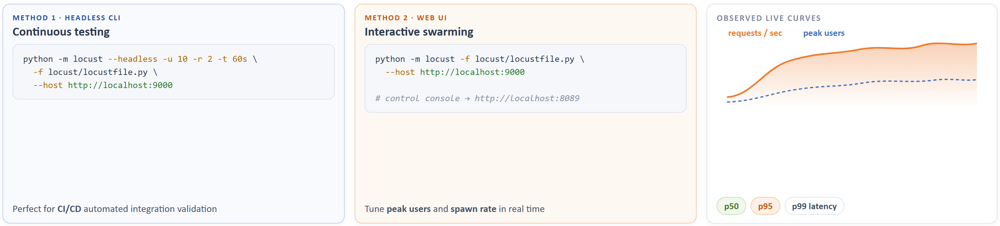 METHOD 1 · HEADLESS CLI
Continuous testing
python -m locust --headless -u 10 -r 2 -t 60s \
-f locust/locustfile.py \
--host http://localhost:9000
Perfect for CI/CD automated integration validation
METHOD 2 · WEB UI
Interactive swarming
python -m locust -f locust/locustfile.py \
--host http://localhost:9000
# control console → http://localhost:8089
Tune peak users and spawn rate in real time
OBSERVED LIVE CURVES
requests / sec peak users
p50 p95 p99 latency